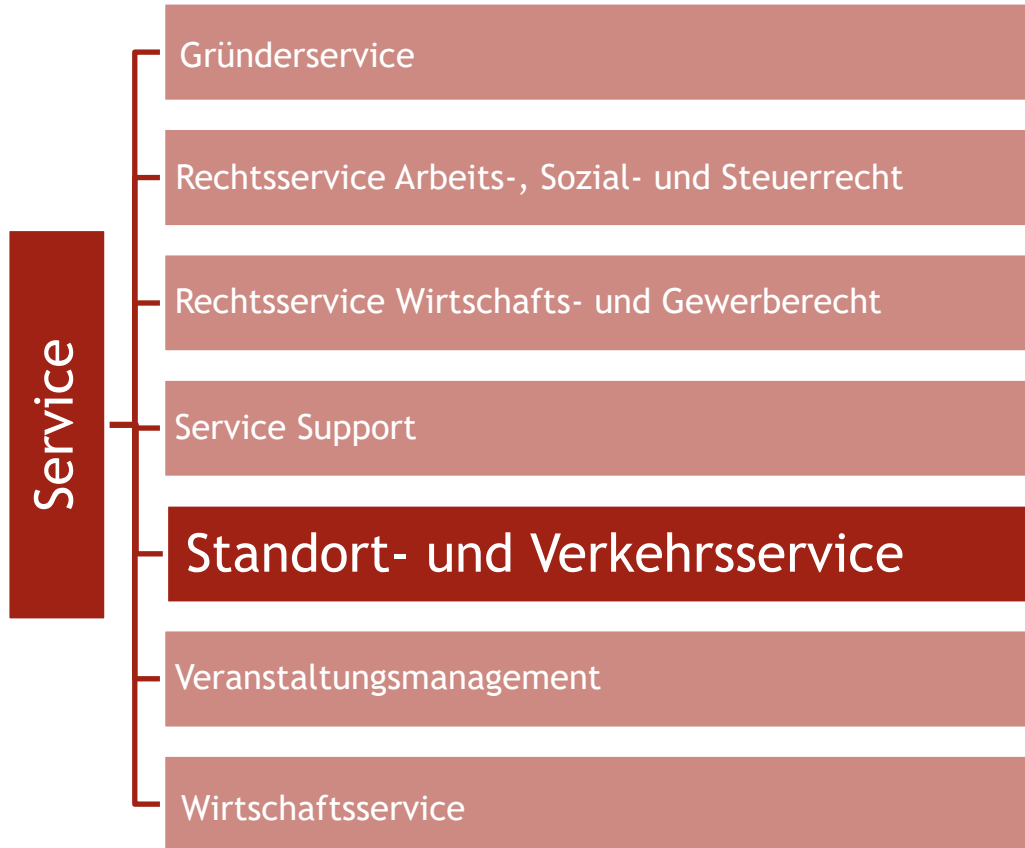 Service
Gründerservice
Rechtsservice Arbeits-, Sozial- und Steuerrecht
Rechtsservice Wirtschafts- und Gewerberecht
Service Support
Standort- und Verkehrsservice
Veranstaltungsmanagement
Wirtschaftsservice